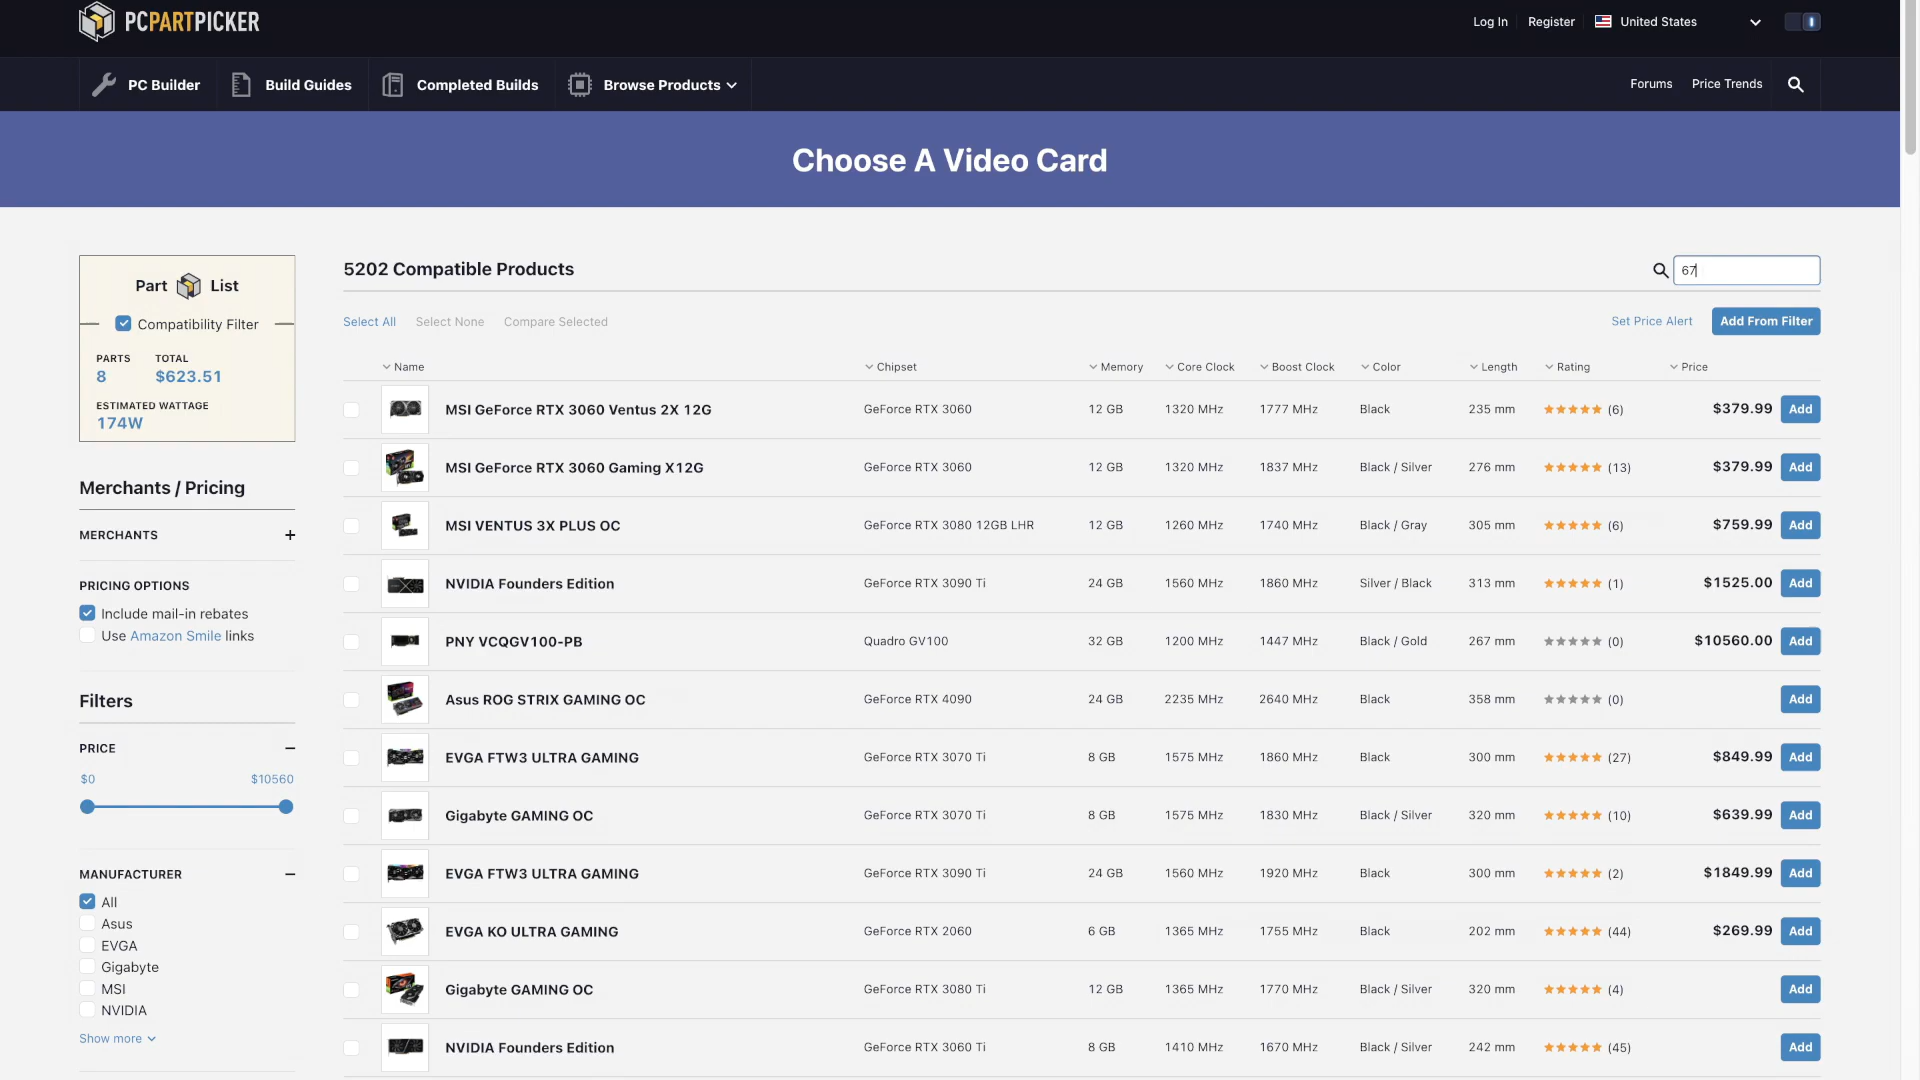 PCPARTPICKER
Log In
Register
United States
PC Builder
Build Guides
Completed Builds
Browse Products
Forums
Price Trends
Choose A Video Card
Part List
Compatibility Filter
PARTS TOTAL
8 $623.51
ESTIMATED WATTAGE
174W
Merchants / Pricing
MERCHANTS +
PRICING OPTIONS
Include mail-in rebates
Use Amazon Smile links
Filters
PRICE
$0 $10560
MANUFACTURER
All
Asus
EVGA
Gigabyte
MSI
NVIDIA
Show more
5202 Compatible Products
67
Select All Select None Compare Selected
Set Price Alert Add From Filter
Name Chipset Memory Core Clock Boost Clock Color Length Rating Price
MSI GeForce RTX 3060 Ventus 2X 12G GeForce RTX 3060 12 GB 1320 MHz 1777 MHz Black 235 mm (6) $379.99 Add
MSI GeForce RTX 3060 Gaming X12G GeForce RTX 3060 12 GB 1320 MHz 1837 MHz Black / Silver 276 mm (13) $379.99 Add
MSI VENTUS 3X PLUS OC GeForce RTX 3080 12GB LHR 12 GB 1260 MHz 1740 MHz Black / Gray 305 mm (6) $759.99 Add
NVIDIA Founders Edition GeForce RTX 3090 Ti 24 GB 1560 MHz 1860 MHz Silver / Black 313 mm (1) $1525.00 Add
PNY VCQGV100-PB Quadro GV100 32 GB 1200 MHz 1447 MHz Black / Gold 267 mm (0) $10560.00 Add
Asus ROG STRIX GAMING OC GeForce RTX 4090 24 GB 2235 MHz 2640 MHz Black 358 mm (0) Add
EVGA FTW3 ULTRA GAMING GeForce RTX 3070 Ti 8 GB 1575 MHz 1860 MHz Black 300 mm (27) $849.99 Add
Gigabyte GAMING OC GeForce RTX 3070 Ti 8 GB 1575 MHz 1830 MHz Black / Silver 320 mm (10) $639.99 Add
EVGA FTW3 ULTRA GAMING GeForce RTX 3090 Ti 24 GB 1560 MHz 1920 MHz Black 300 mm (2) $1849.99 Add
EVGA KO ULTRA GAMING GeForce RTX 2060 6 GB 1365 MHz 1755 MHz Black 202 mm (44) $269.99 Add
Gigabyte GAMING OC GeForce RTX 3080 Ti 12 GB 1365 MHz 1770 MHz Black / Silver 320 mm (4) Add
NVIDIA Founders Edition GeForce RTX 3060 Ti 8 GB 1410 MHz 1670 MHz Black / Silver 242 mm (45) Add